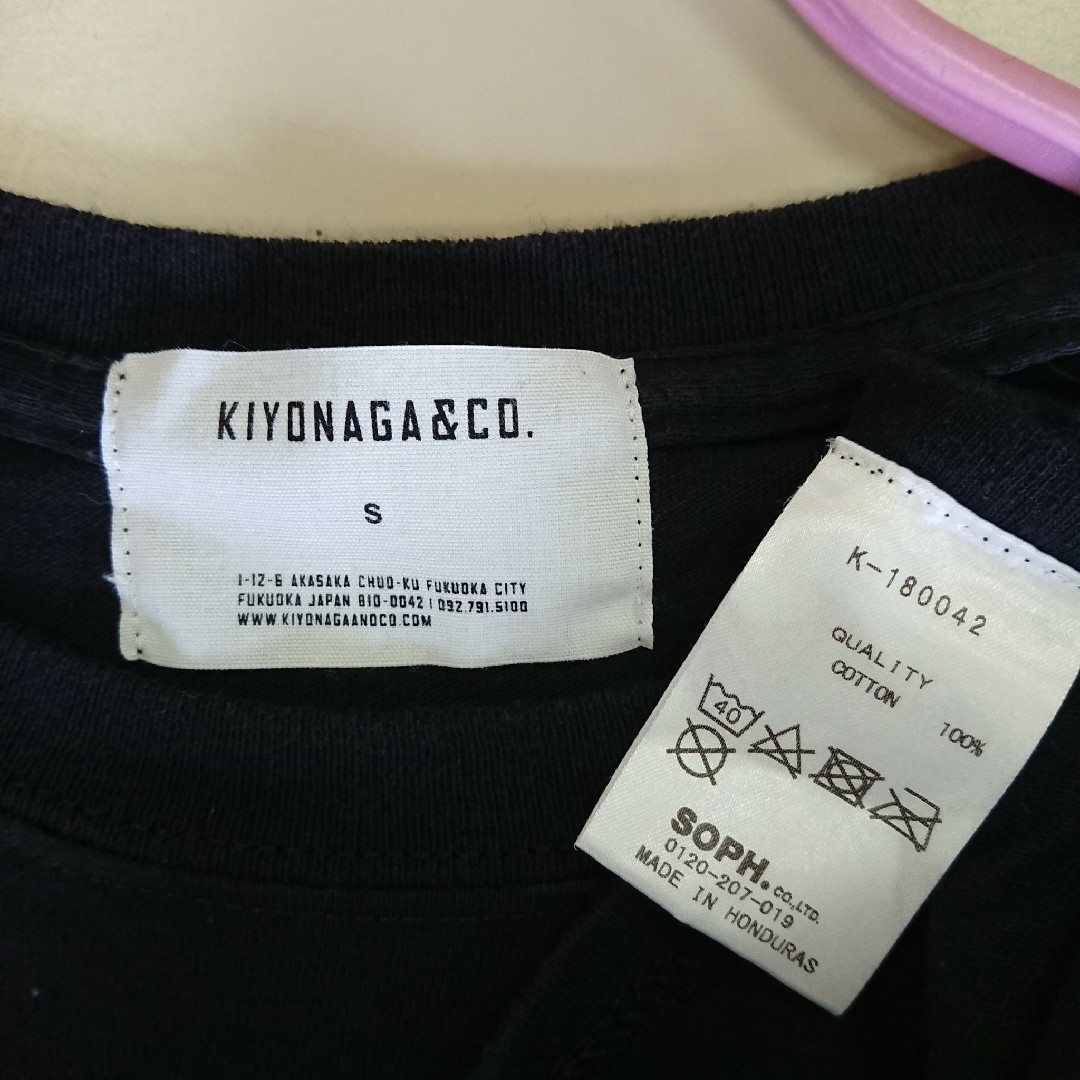 KIYONAGA&CO.
S
1-12-6 AKASAKA CHUO-KU FUKUOKA CITY
FUKUOKA JAPAN 810-0042 | 092.791.5100
WWW.KIYONAGAANDCO.COM
K-180042
QUALITY
COTTON 100%
40
SOPH.CO.,LTD.
0120-207-019
MADE IN HONDURAS